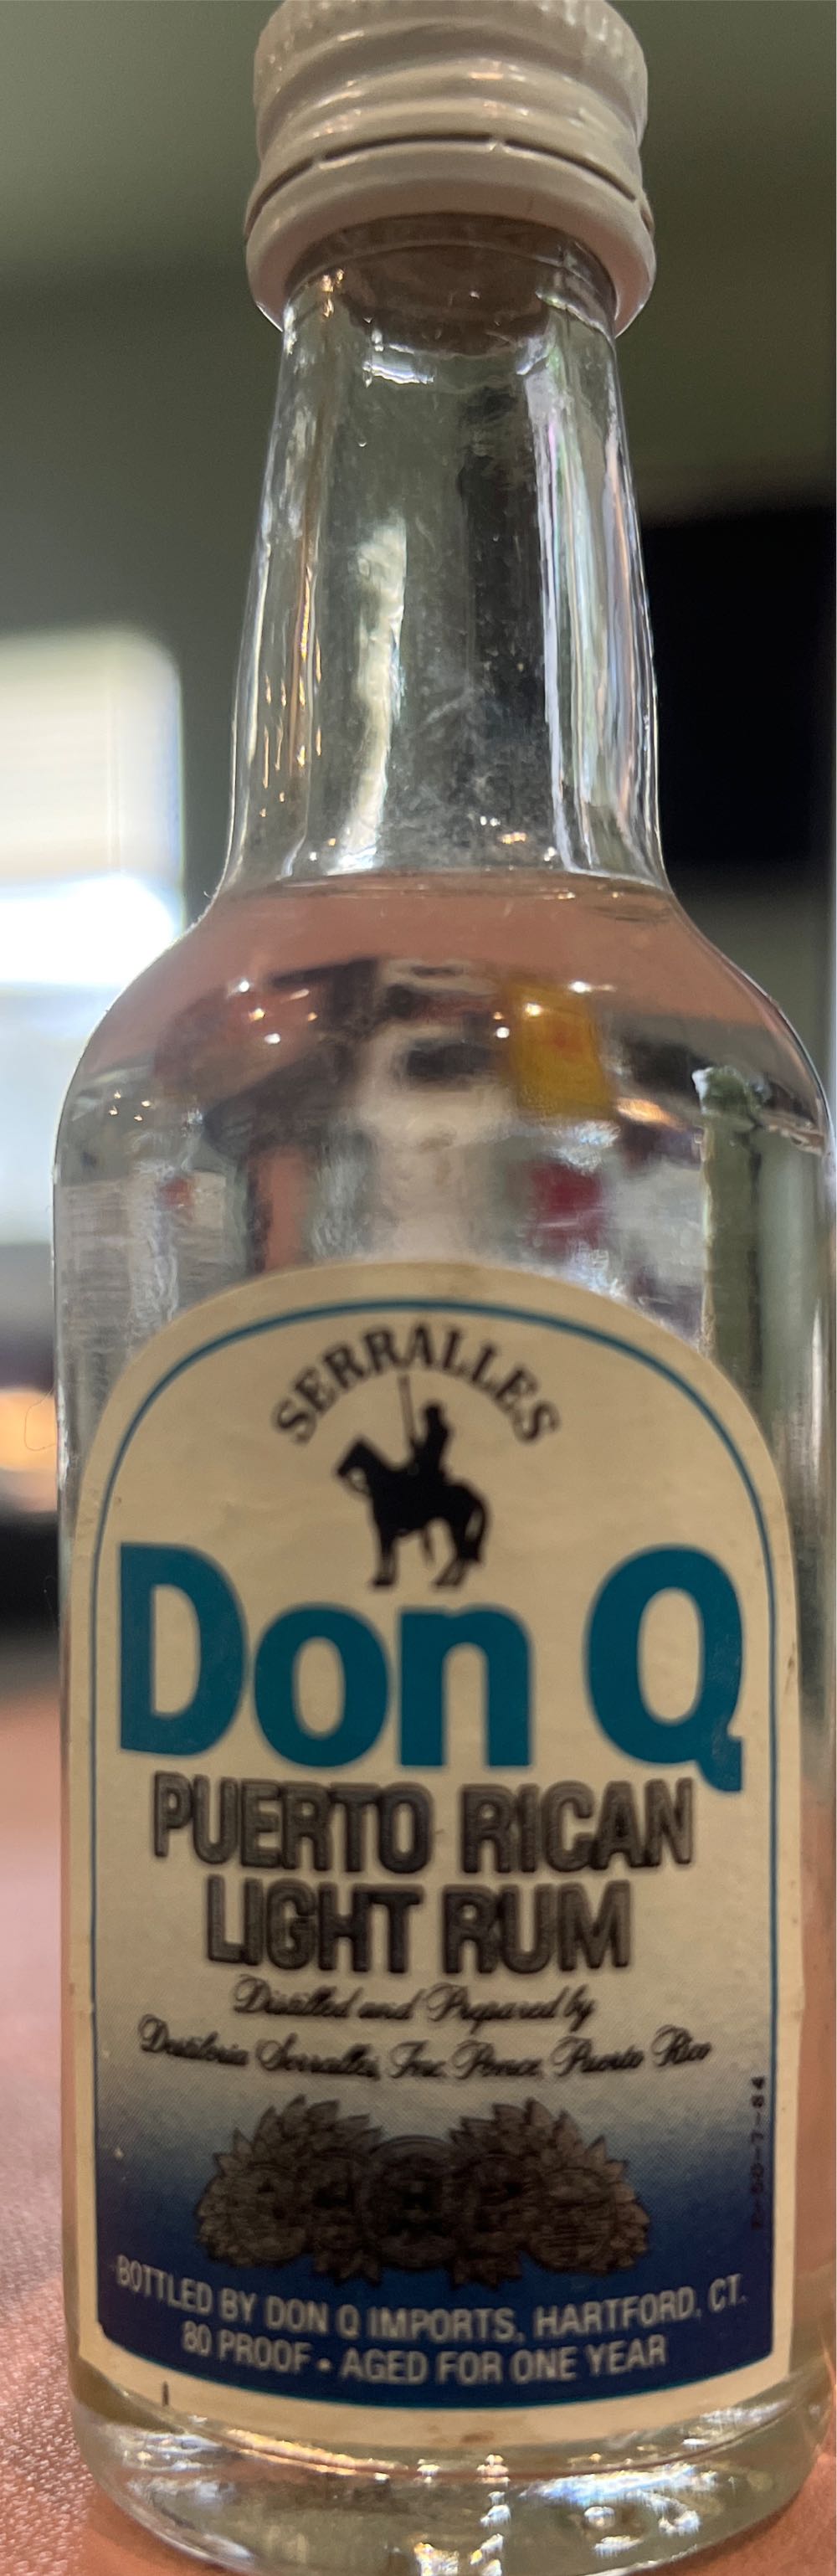 SERRALLES
Don Q
PUERTO RICAN
LIGHT RUM
Distilled and Prepared by
Destileria Serralles, Inc. Ponce, Puerto Rico
BOTTLED BY DON Q IMPORTS, HARTFORD, CT.
80 PROOF • AGED FOR ONE YEAR